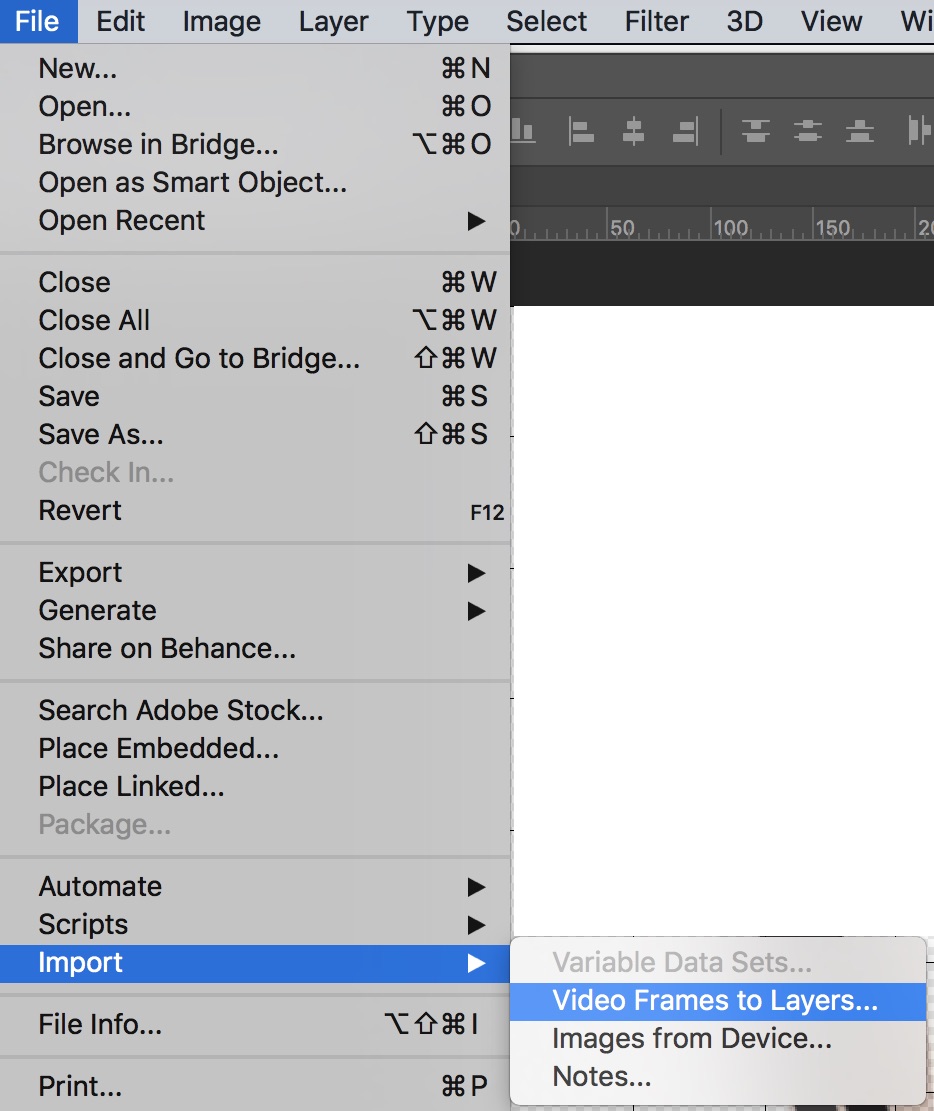 File Edit Image Layer Type Select Filter 3D View Wi
New... ⌘N
Open... ⌘O
Browse in Bridge... ⌥⌘O
Open as Smart Object...
Open Recent ▶
0 50 100 150 20
Close ⌘W
Close All ⌥⌘W
Close and Go to Bridge... ⇧⌘W
Save ⌘S
Save As... ⇧⌘S
Check In...
Revert F12
Export ▶
Generate ▶
Share on Behance...
Search Adobe Stock...
Place Embedded...
Place Linked...
Package...
Automate ▶
Scripts ▶
Import ▶
Variable Data Sets...
Video Frames to Layers...
Images from Device...
Notes...
File Info... ⌥⇧⌘I
Print... ⌘P